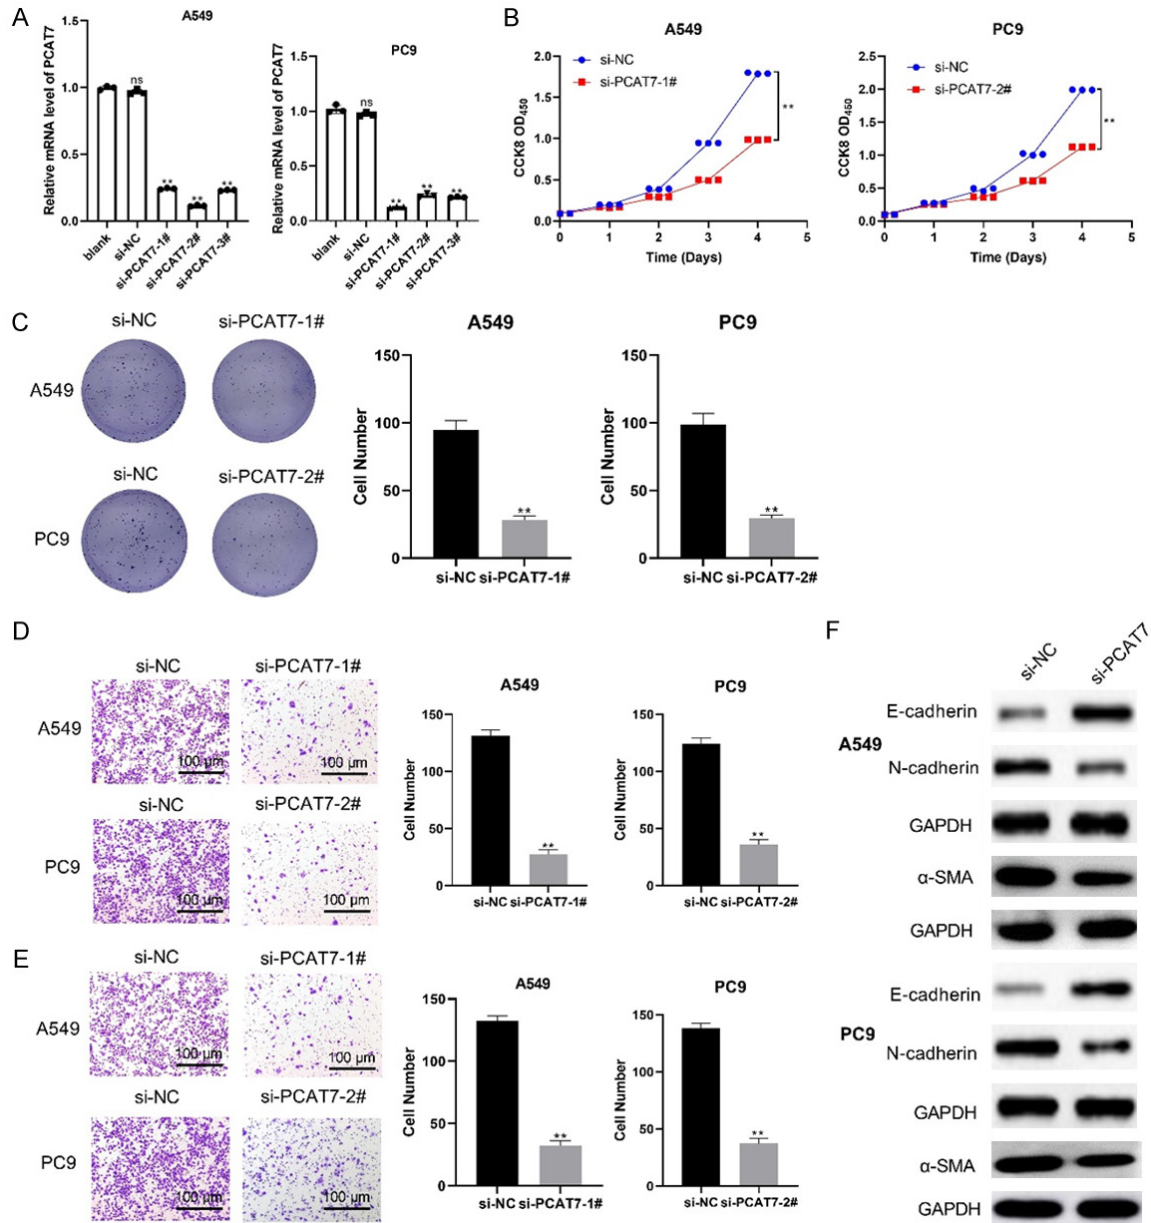 A
A549
Relative mRNA level of PCAT7
1.5
1.0
0.5
0.0
ns
**
**
**
blank
si-NC
si-PCAT7-1#
si-PCAT7-2#
si-PCAT7-3#
PC9
Relative mRNA level of PCAT7
1.5
1.0
0.5
0.0
ns
**
**
**
blank
si-NC
si-PCAT7-1#
si-PCAT7-2#
si-PCAT7-3#
B
A549
CCK8 OD450
2.0
1.5
1.0
0.5
0.0
si-NC
si-PCAT7-1#
**
0 1 2 3 4 5
Time (Days)
PC9
CCK8 OD450
2.5
2.0
1.5
1.0
0.5
0.0
si-NC
si-PCAT7-2#
**
0 1 2 3 4 5
Time (Days)
C
si-NC si-PCAT7-1#
A549
si-NC si-PCAT7-2#
PC9
A549
Cell Number
150
100
50
0
**
si-NC si-PCAT7-1#
PC9
Cell Number
150
100
50
0
**
si-NC si-PCAT7-2#
D
si-NC si-PCAT7-1#
A549
100 μm 100 μm
si-NC si-PCAT7-2#
PC9
100 μm 100 μm
A549
Cell Number
150
100
50
0
**
si-NC si-PCAT7-1#
PC9
Cell Number
150
100
50
0
**
si-NC si-PCAT7-2#
E
si-NC si-PCAT7-1#
A549
100 μm 100 μm
si-NC si-PCAT7-2#
PC9
100 μm 100 μm
A549
Cell Number
150
100
50
0
**
si-NC si-PCAT7-1#
PC9
Cell Number
150
100
50
0
**
si-NC si-PCAT7-2#
F
si-NC si-PCAT7
A549
E-cadherin
N-cadherin
GAPDH
α-SMA
GAPDH
PC9
E-cadherin
N-cadherin
GAPDH
α-SMA
GAPDH